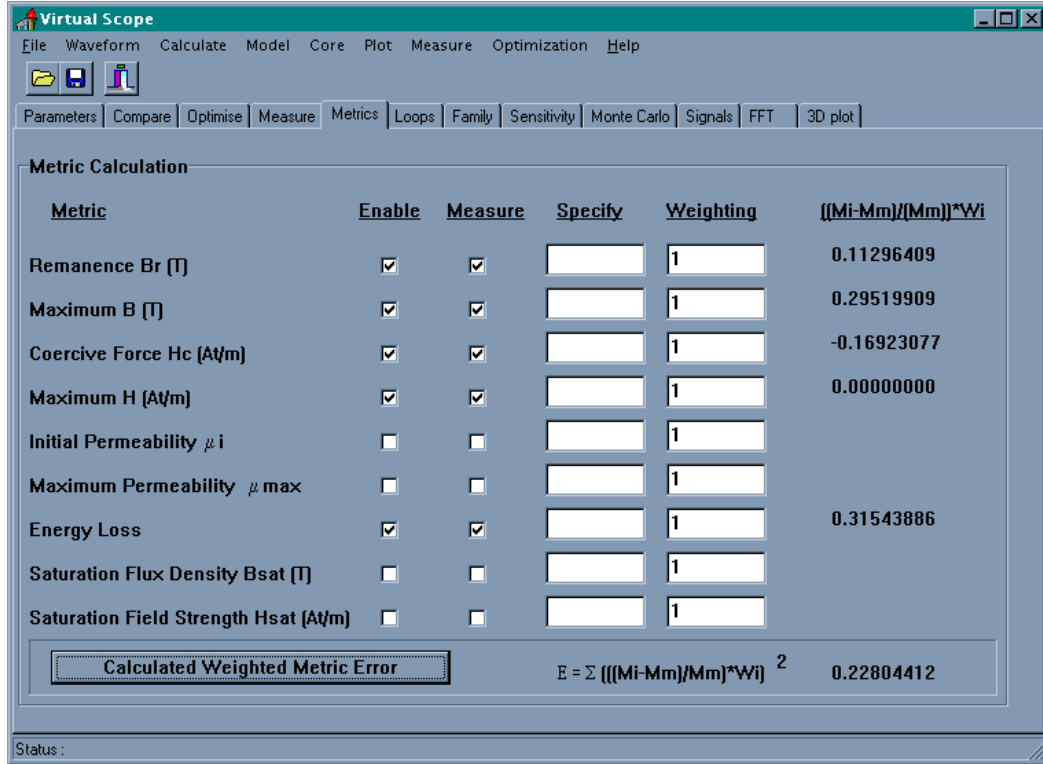 Virtual Scope
File Waveform Calculate Model Core Plot Measure Optimization Help
Parameters Compare Optimise Measure Metrics Loops Family Sensitivity Monte Carlo Signals FFT 3D plot
Metric Calculation
Metric Enable Measure Specify Weighting ((Mi-Mm)/(Mm))*Wi
Remanence Br (T) 1 0.11296409
Maximum B (T) 1 0.29519909
Coercive Force Hc (At/m) 1 -0.16923077
Maximum H (At/m) 1 0.00000000
Initial Permeability μ i 1
Maximum Permeability μ max 1
Energy Loss 1 0.31543886
Saturation Flux Density Bsat (T) 1
Saturation Field Strength Hsat (At/m) 1
Calculated Weighted Metric Error E = Σ (((Mi-Mm)/Mm)*Wi) 2 0.22804412
Status :